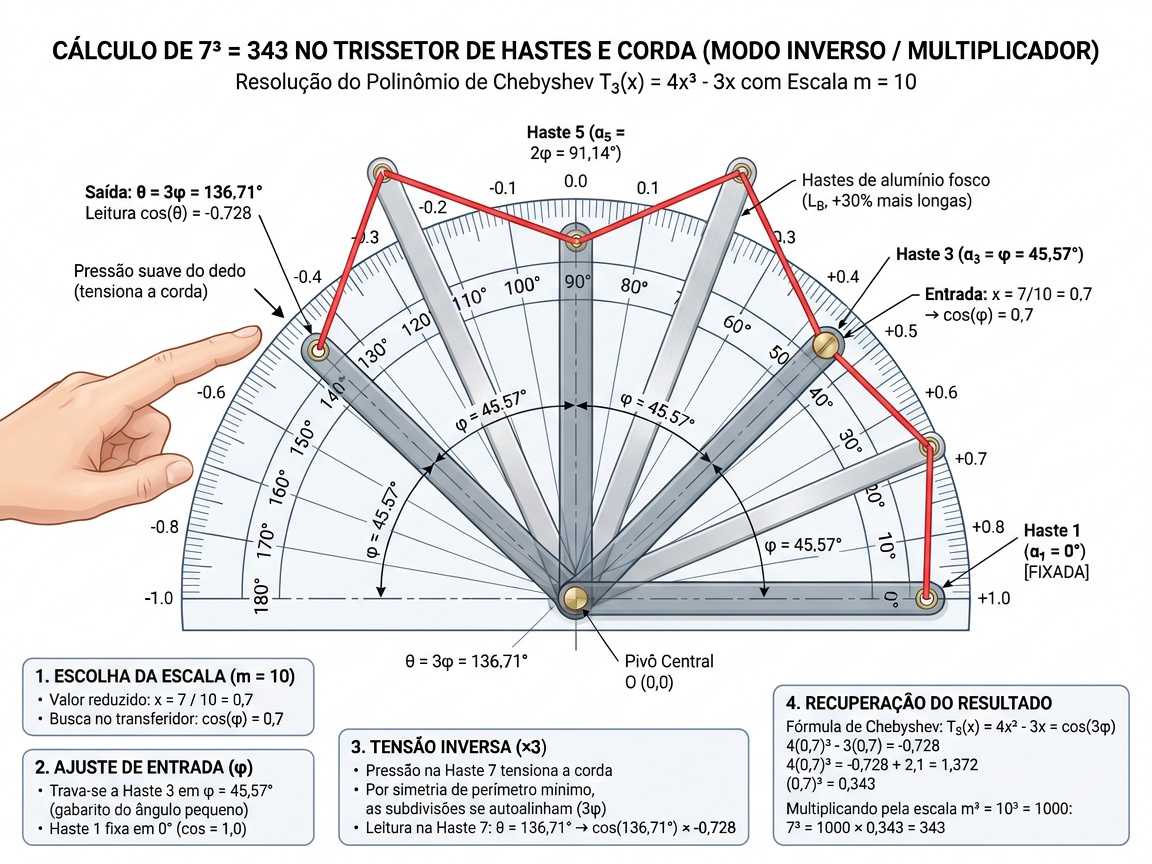 CÁLCULO DE 7³ = 343 NO TRISSETOR DE HASTES E CORDA (MODO INVERSO / MULTIPLICADOR)
Resolução do Polinômio de Chebyshev T₃(x) = 4x³ - 3x com Escala m = 10
Haste 5 (α₅ =
2φ = 91,14°)
Saída: θ = 3φ = 136,71°
Leitura cos(θ) = -0.728
Pressão suave do dedo
(tensiona a corda)
Hastes de alumínio fosco
(L_B, +30% mais longas)
Haste 3 (α₃ = φ = 45,57°)
Entrada: x = 7/10 = 0,7
→ cos(φ) = 0,7
-1.0
-0.8
-0.6
-0.4
0.3
-0.2
-0.1
0.0
0.1
0.3
+0.4
+0.5
+0.6
+0.7
+0.8
+1.0
180°
170°
160°
150°
140°
130°
120°
110°
100°
90°
80°
60°
50
40°
30°
20°
10°
0°
φ = 45.57°
φ = 45.57°
φ = 45.57°
φ = 45,57°
Haste 1
(α₁ = 0°)
[FIXADA]
θ = 3φ = 136,71°
Pivô Central
O (0,0)
1. ESCOLHA DA ESCALA (m = 10)
• Valor reduzido: x = 7 / 10 = 0,7
• Busca no transferidor: cos(φ) = 0,7
2. AJUSTE DE ENTRADA (φ)
• Trava-se a Haste 3 em φ = 45,57°
(gabarito do ângulo pequeno)
• Haste 1 fixa em 0° (cos = 1,0)
3. TENSÃO INVERSA (×3)
• Pressão na Haste 7 tensiona a corda
• Por simetria de perímetro mínimo,
as subdivisões se autoalinham (3φ)
• Leltura na Haste 7: θ = 136,71° → cos(136,71°) × -0,728
4. RECUPERAÇÃO DO RESULTADO
Fórmula de Chebyshev: T_S(x) = 4x² - 3x = cos(3φ)
4(0,7)³ - 3(0,7) = -0,728
4(0,7)³ = -0,728 + 2,1 = 1,372
(0,7)³ = 0,343
Multiplicando pela escala m³ = 10³ = 1000:
7³ = 1000 × 0,343 = 343